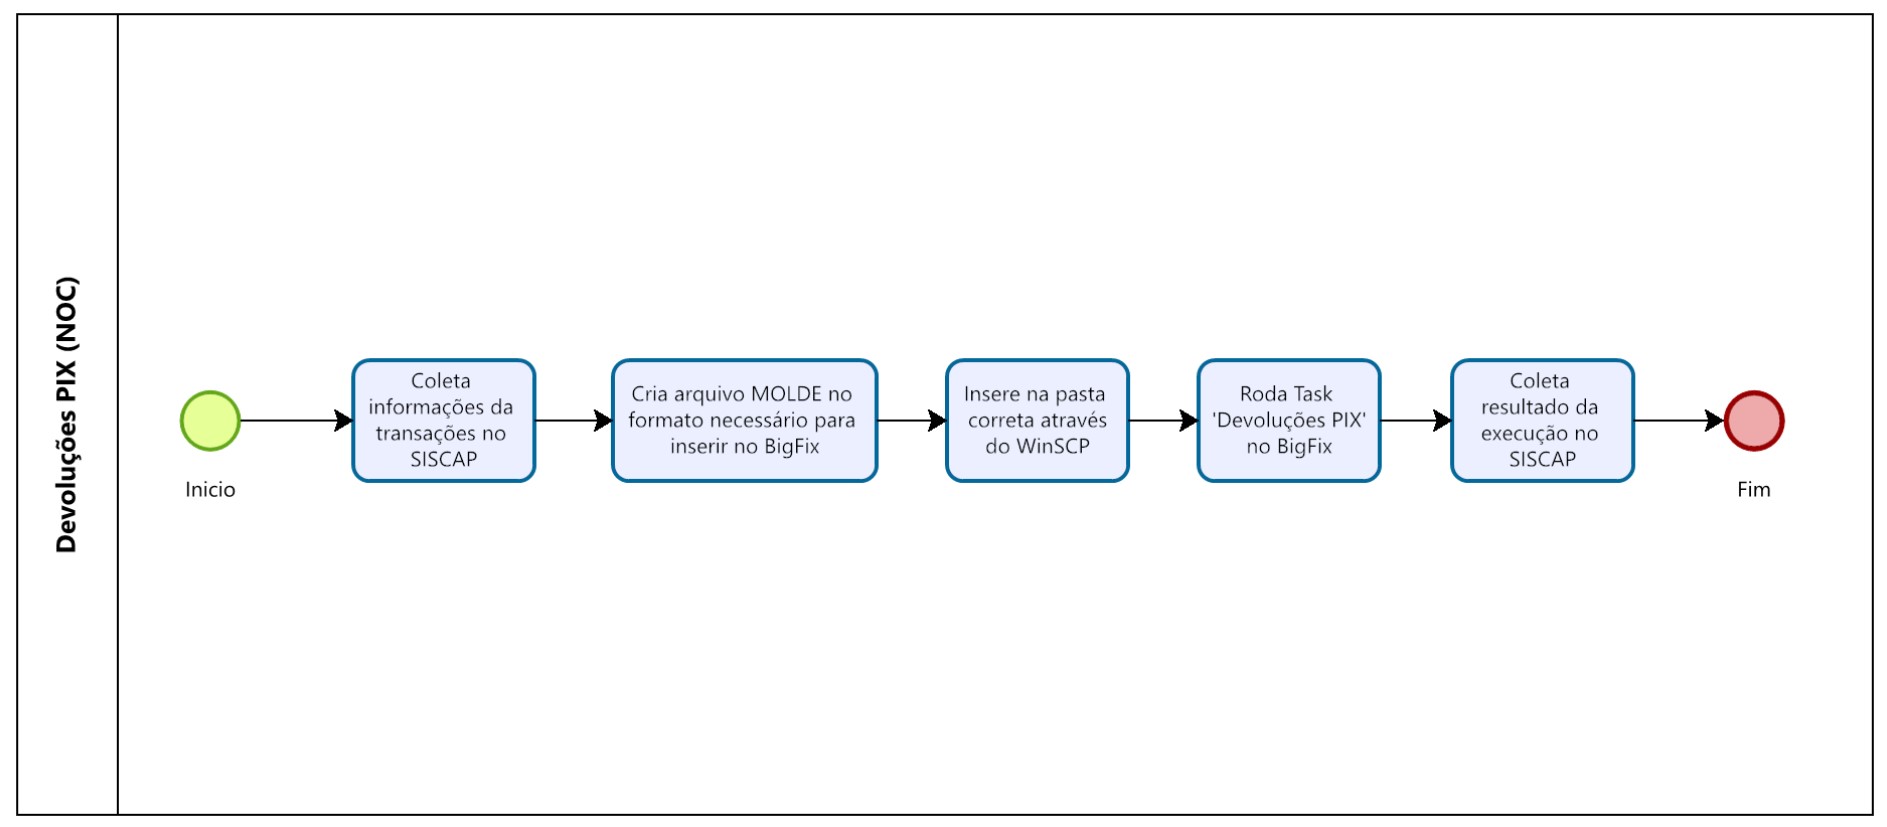 Devoluções PIX (NOC)
Inicio
Coleta
informações da
transações no
SISCAP
Cria arquivo MOLDE no
formato necessário para
inserir no BigFix
Insere na pasta
correta através
do WinSCP
Roda Task
'Devoluções PIX'
no BigFix
Coleta
resultado da
execução no
SISCAP
Fim